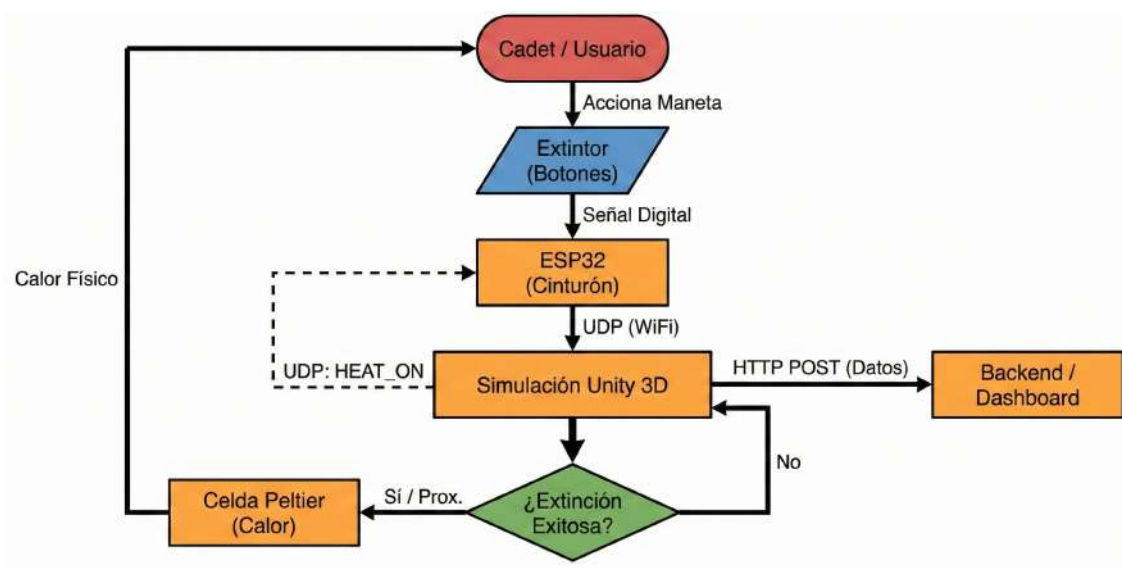 Cadet / Usuario
Acciona Maneta
Extintor
(Botones)
Señal Digital
Calor Físico
ESP32
(Cinturón)
UDP (WiFi)
UDP: HEAT_ON
Simulación Unity 3D
HTTP POST (Datos)
Backend /
Dashboard
No
Celda Peltier
(Calor)
Sí / Prox.
¿Extinción
Exitosa?